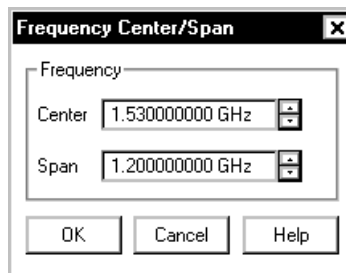 Frequency Center/Span
Frequency
Center 1.530000000 GHz
Span 1.200000000 GHz
OK Cancel Help